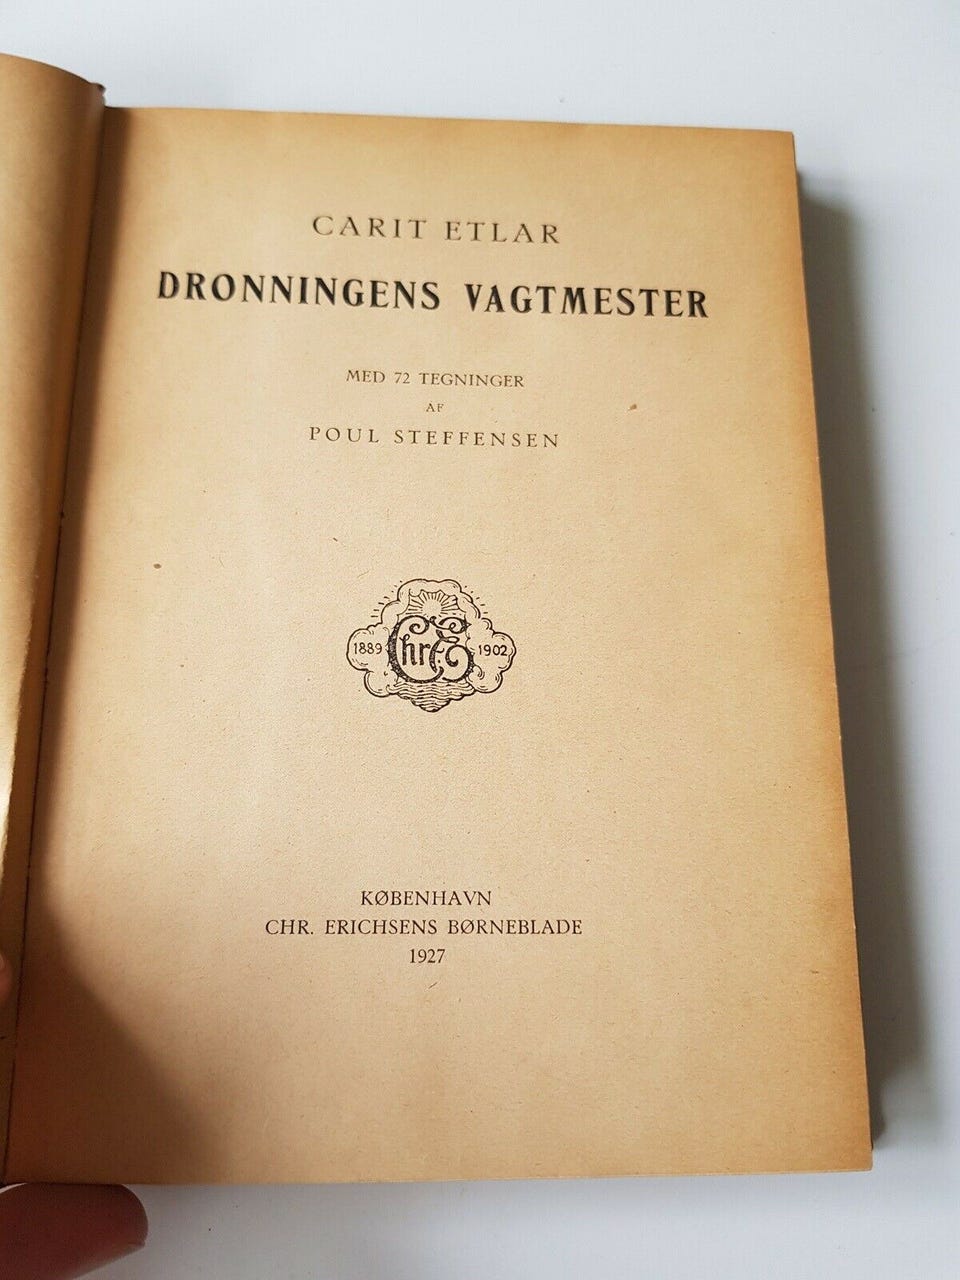 CARIT ETLAR
DRONNINGENS VAGTMESTER
MED 72 TEGNINGER
AF
POUL STEFFENSEN
1889 Chr. E 1902
KØBENHAVN
CHR. ERICHSENS BØRNEBLADE
1927